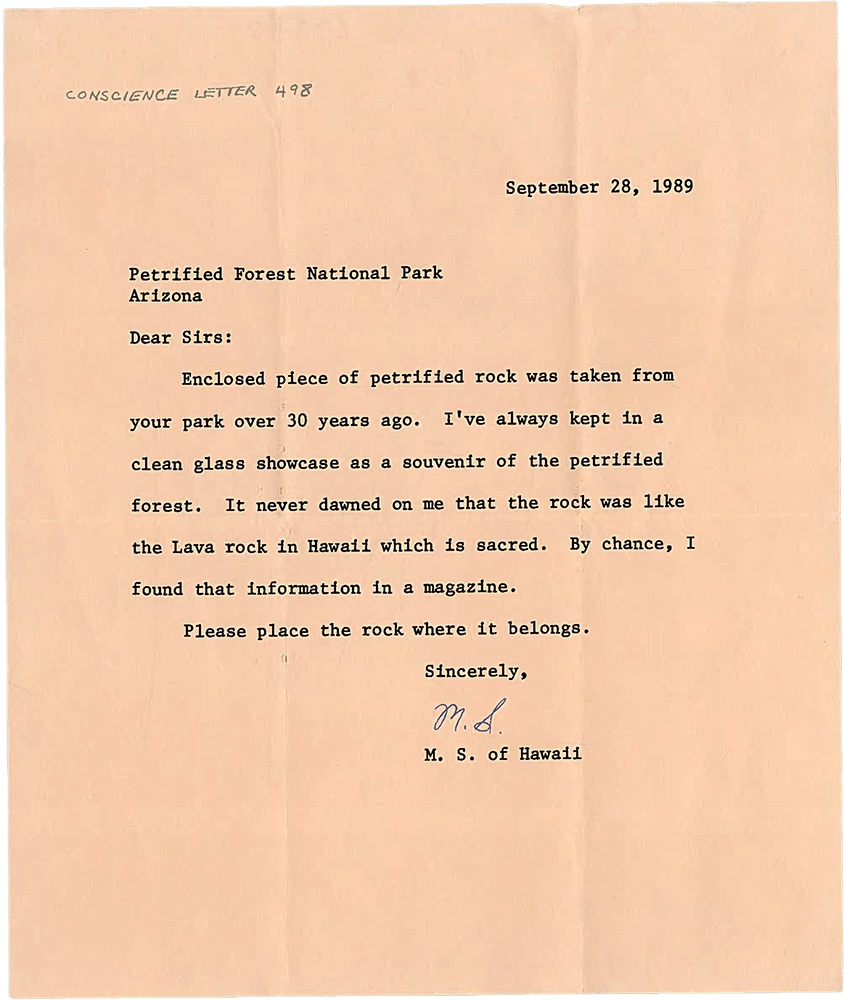 CONSCIENCE LETTER 498
September 28, 1989
Petrified Forest National Park
Arizona
Dear Sirs:
Enclosed piece of petrified rock was taken from
your park over 30 years ago. I've always kept in a
clean glass showcase as a souvenir of the petrified
forest. It never dawned on me that the rock was like
the Lava rock in Hawaii which is sacred. By chance, I
found that information in a magazine.
Please place the rock where it belongs.
Sincerely,
M. S.
M. S. of Hawaii